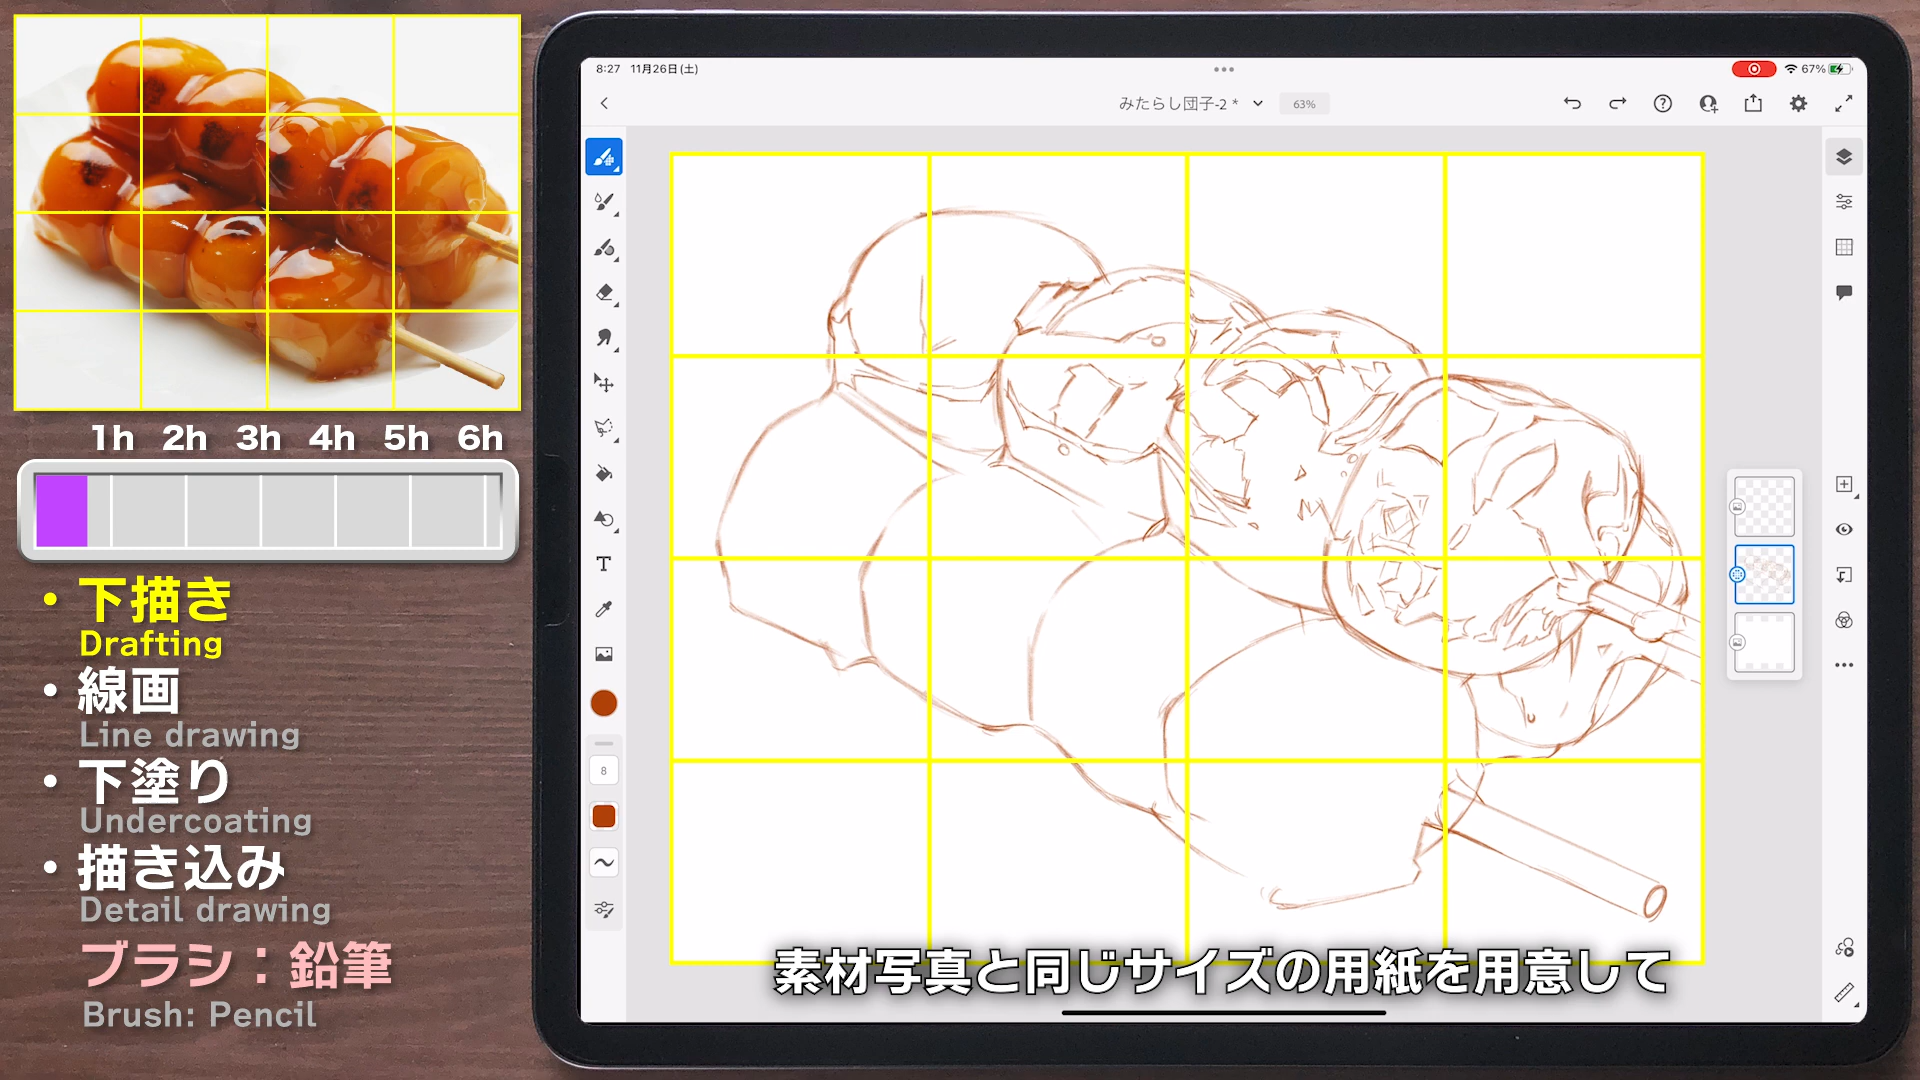 1h 2h 3h 4h 5h 6h
・下描き
Drafting
・線画
Line drawing
・下塗り
Undercoating
・描き込み
Detail drawing
ブラシ：鉛筆
Brush: Pencil
8:27 11月26日(土)
67%
みたらし団子-2 *
63%
T
8
素材写真と同じサイズの用紙を用意して